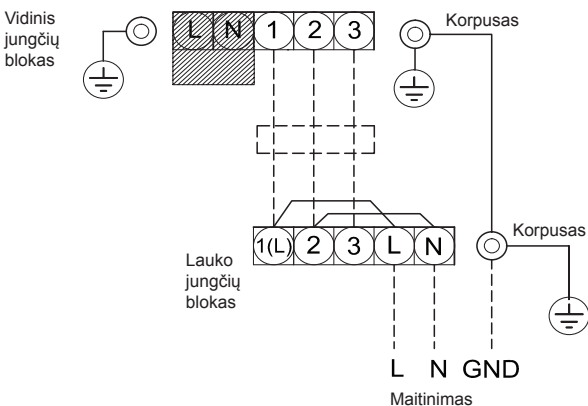 Vidinis
jungčių
blokas
L N 1 2 3
Korpusas
1(L) 2 3 L N
Korpusas
Lauko
jungčių
blokas
L N GND
Maitinimas